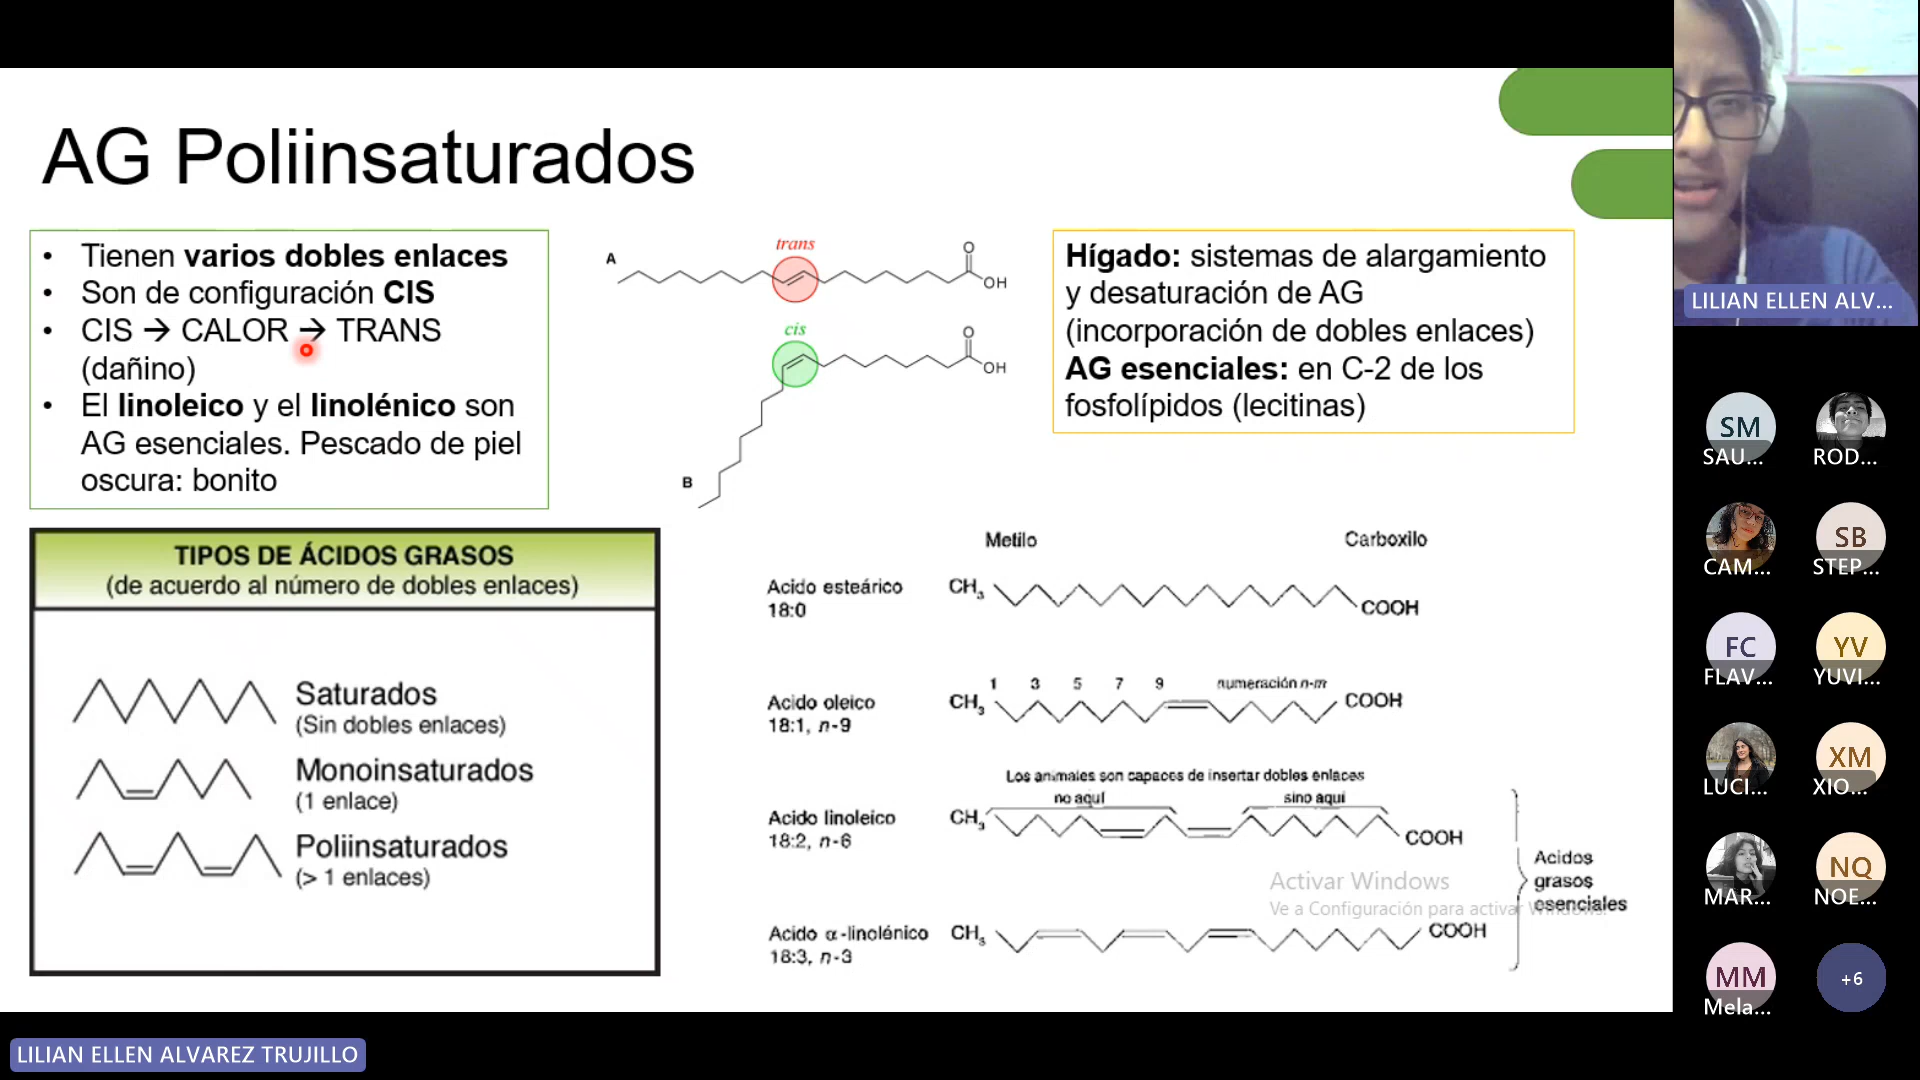 AG Poliinsaturados
• Tienen varios dobles enlaces
• Son de configuración CIS
• CIS → CALOR → TRANS
(dañino)
• El linoleico y el linolénico son
AG esenciales. Pescado de piel
oscura: bonito
A
trans
O
OH
cis
O
OH
B
Hígado: sistemas de alargamiento
y desaturación de AG
(incorporación de dobles enlaces)
AG esenciales: en C-2 de los
fosfolípidos (lecitinas)
TIPOS DE ÁCIDOS GRASOS
(de acuerdo al número de dobles enlaces)
Saturados
(Sin dobles enlaces)
Monoinsaturados
(1 enlace)
Poliinsaturados
(> 1 enlaces)
Metilo Carboxilo
Acido esteárico
18:0
CH3 COOH
1 3 5 7 9 numeración n-m
Acido oleico
18:1, n-9
CH3 COOH
Los animales son capaces de insertar dobles enlaces
no aquí sino aquí
Acido linoleico
18:2, n-6
CH3 COOH
Acido α-linolénico
18:3, n-3
CH3 COOH
Acidos
grasos
esenciales
Activar Windows
Ve a Configuración para activar Windows.
LILIAN ELLEN ALV...
SM
SAU...
ROD...
CAM...
SB
STEP...
FC
FLAV...
YV
YUVI...
LUCI...
XM
XIO...
MAR...
NQ
NOE...
MM
Mela...
+6
LILIAN ELLEN ALVAREZ TRUJILLO